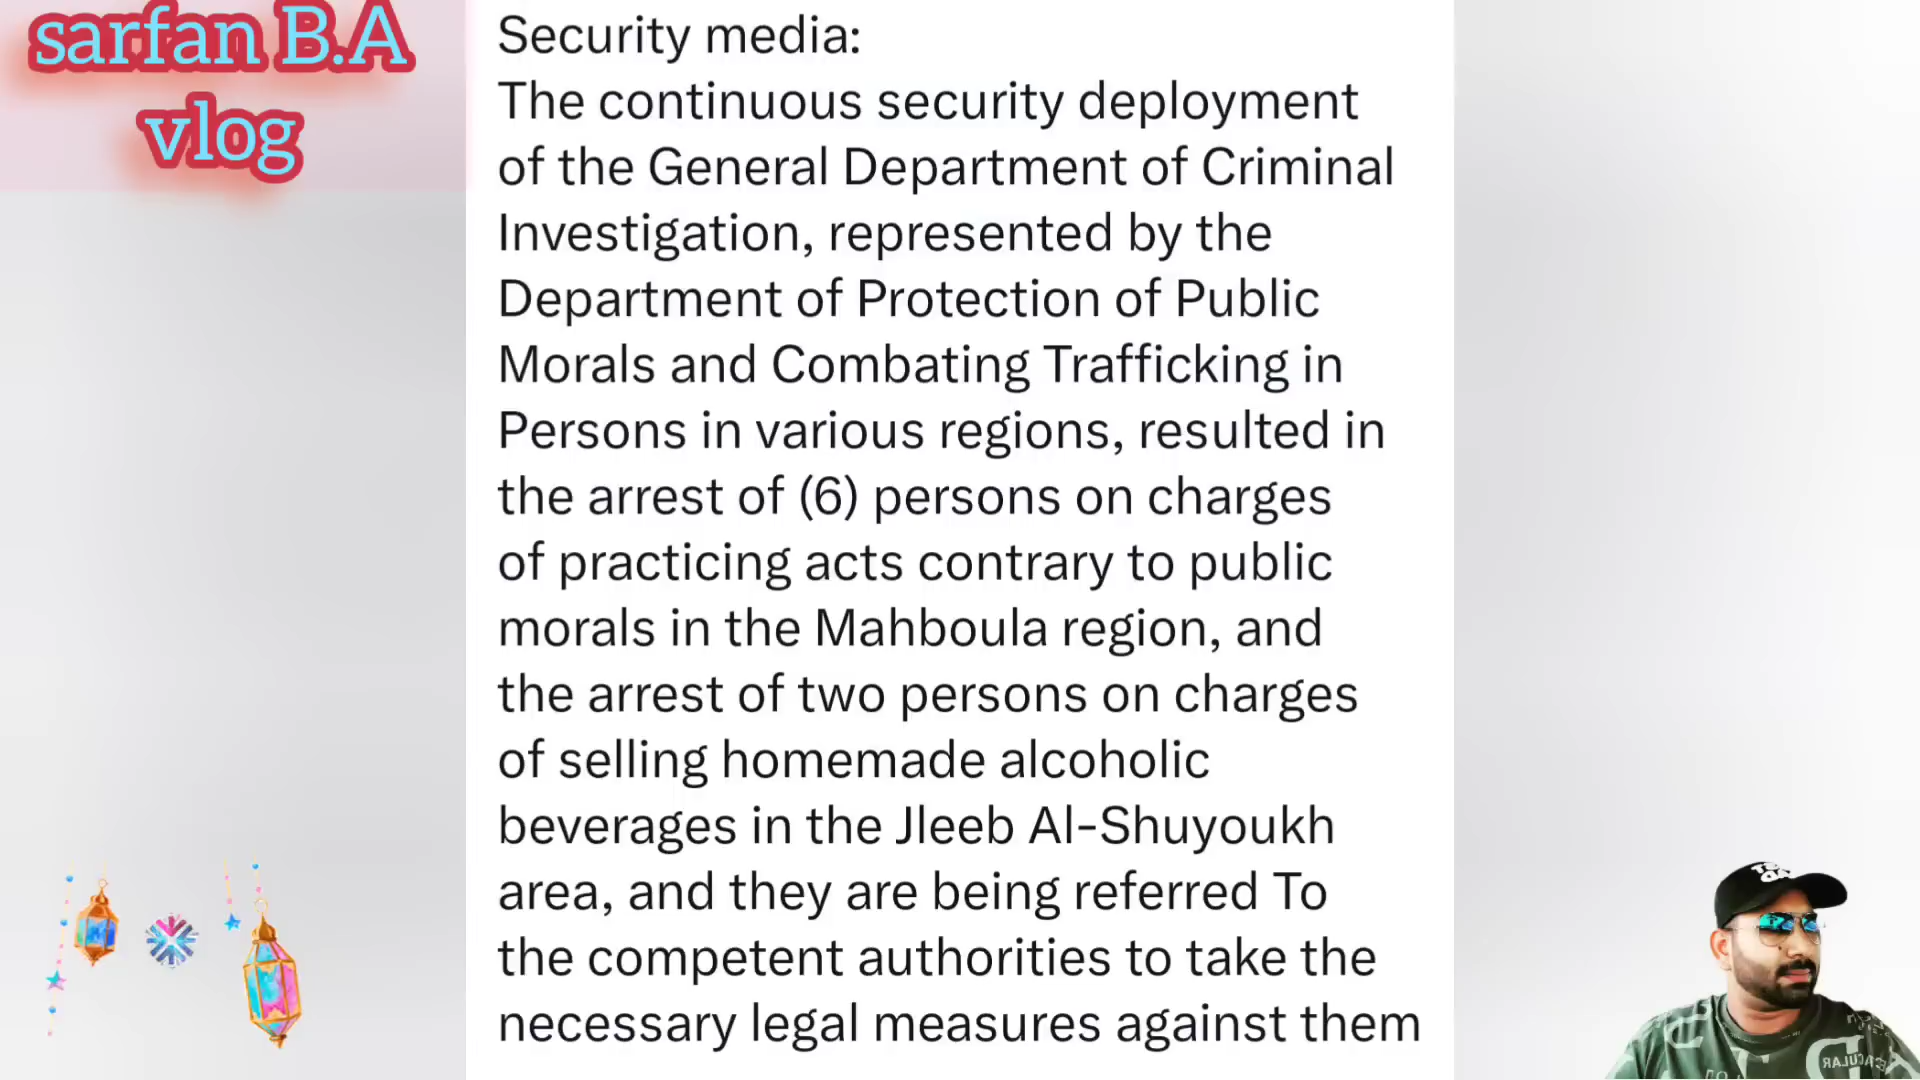 sarfan B.A
vlog
Security media:
The continuous security deployment
of the General Department of Criminal
Investigation, represented by the
Department of Protection of Public
Morals and Combating Trafficking in
Persons in various regions, resulted in
the arrest of (6) persons on charges
of practicing acts contrary to public
morals in the Mahboula region, and
the arrest of two persons on charges
of selling homemade alcoholic
beverages in the Jleeb Al-Shuyoukh
area, and they are being referred To
the competent authorities to take the
necessary legal measures against them